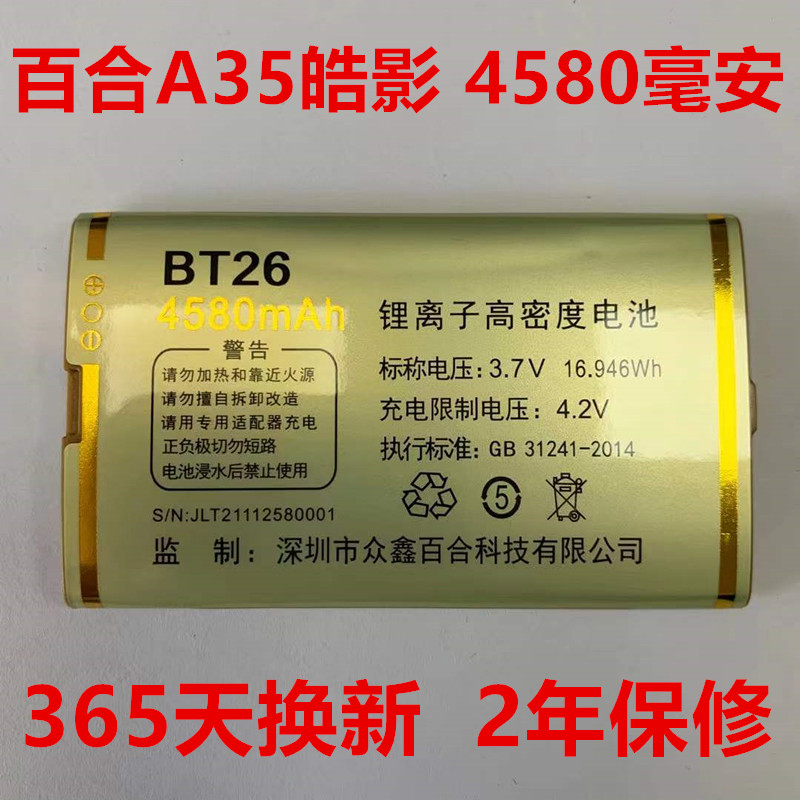 百合A35皓影 4580毫安
BT26
4580mAh
警告
请勿加热和靠近火源
请勿擅自拆卸改造
请用专用适配器充电
正负极切勿短路
电池浸水后禁止使用
S/N:JLT21112580001
锂离子高密度电池
标称电压: 3.7V 16.946Wh
充电限制电压: 4.2V
执行标准: GB 31241-2014
5
监 制: 深圳市众鑫百合科技有限公司
365天换新 2年保修